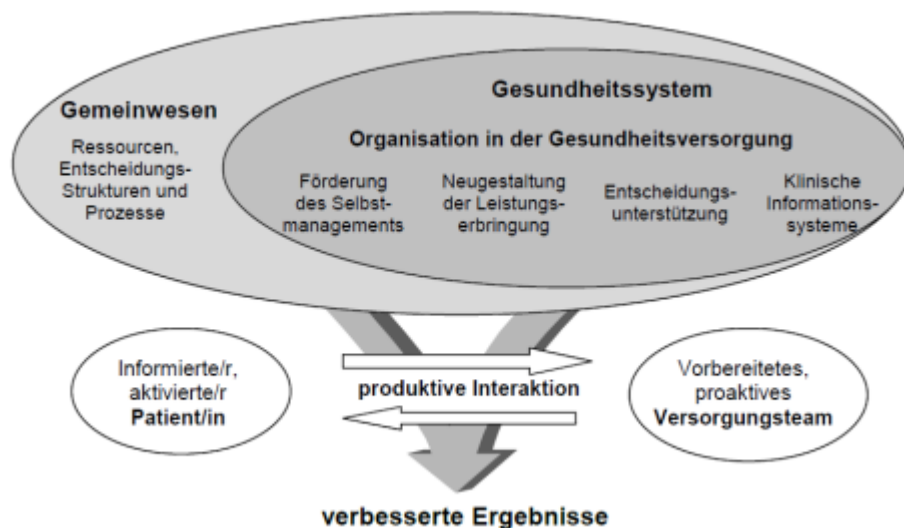 Gesundheitssystem
Gemeinwesen
Ressourcen,
Entscheidungs-
Strukturen und
Prozesse
Organisation in der Gesundheitsversorgung
Förderung
des Selbst-
managements
Neugestaltung
der Leistungs-
erbringung
Entscheidungs-
unterstützung
Klinische
Informations-
systeme
Informierte/r,
aktivierte/r
Patient/in
produktive Interaktion
Vorbereitetes,
proaktives
Versorgungsteam
verbesserte Ergebnisse